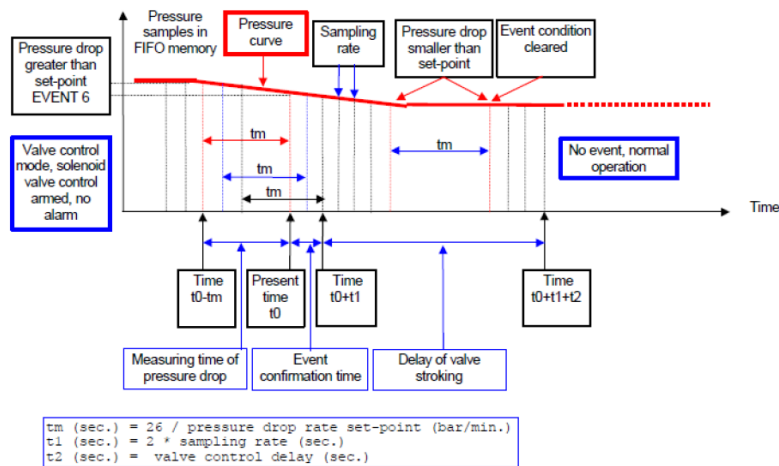 Pressure samples in
FIFO memory
Pressure
curve
Sampling
rate
Pressure drop
smaller than
set-point
Event condition
cleared
Pressure drop
greater than
set-point
EVENT 6
tm
tm
tm
tm
Valve control
mode, solenoid
valve control
armed, no
alarm
No event, normal
operation
Time
Time
t0-tm
Present
time
t0
Time
t0+t1
Time
t0+t1+t2
Measuring time of
pressure drop
Event
confirmation time
Delay of valve
stroking
tm (sec.) = 26 / pressure drop rate set-point (bar/min.)
t1 (sec.) = 2 * sampling rate (sec.)
t2 (sec.) =  valve control delay (sec.)